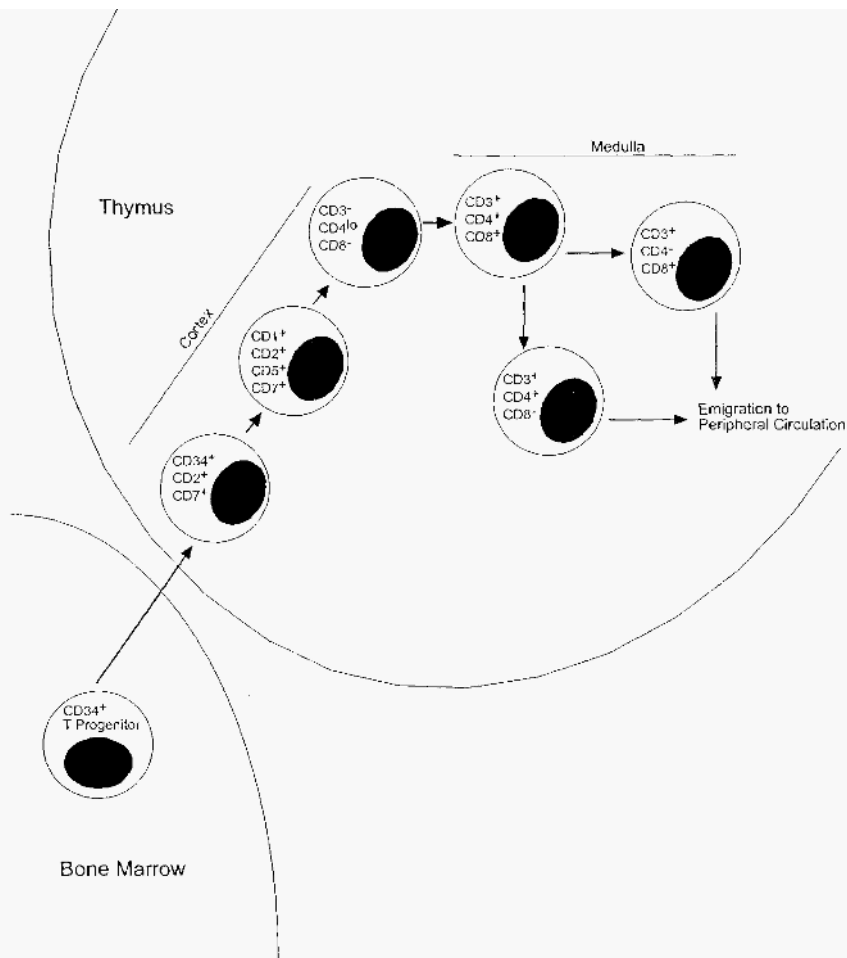 Medulla
Thymus
Cortex
CD3⁻
CD4ˡᵒ
CD8⁻
CD3⁺
CD4⁺
CD8⁺
CD3⁺
CD4⁻
CD8⁺
CD1⁺
CD2⁺
CD5⁺
CD7⁺
CD3⁺
CD4⁺
CD8⁻
Emigration to
Peripheral Circulation
CD34⁺
CD2⁺
CD7⁺
CD34⁺
T Progenitor
Bone Marrow